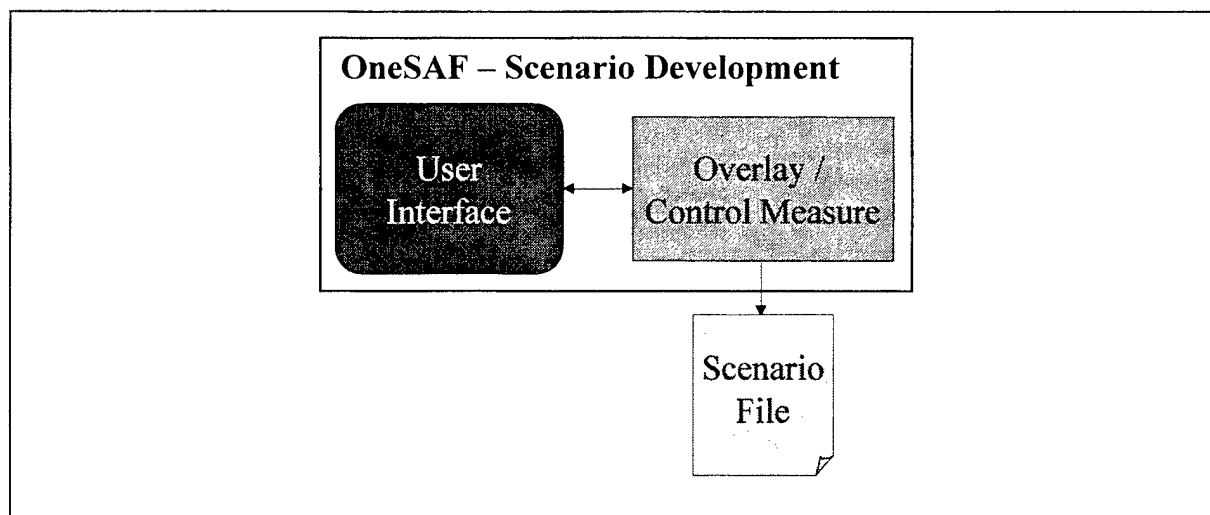 OneSAF – Scenario Development
User
Interface
Overlay /
Control Measure
Scenario
File